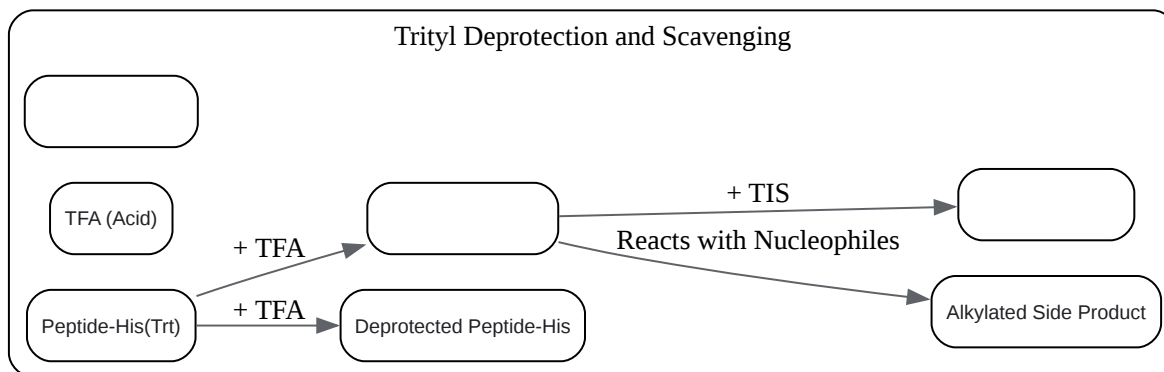 Trityl Deprotection and Scavenging
TFA (Acid)
+ TIS
Reacts with Nucleophiles
+ TFA
+ TFA
Peptide-His(Trt)
Deprotected Peptide-His
Alkylated Side Product